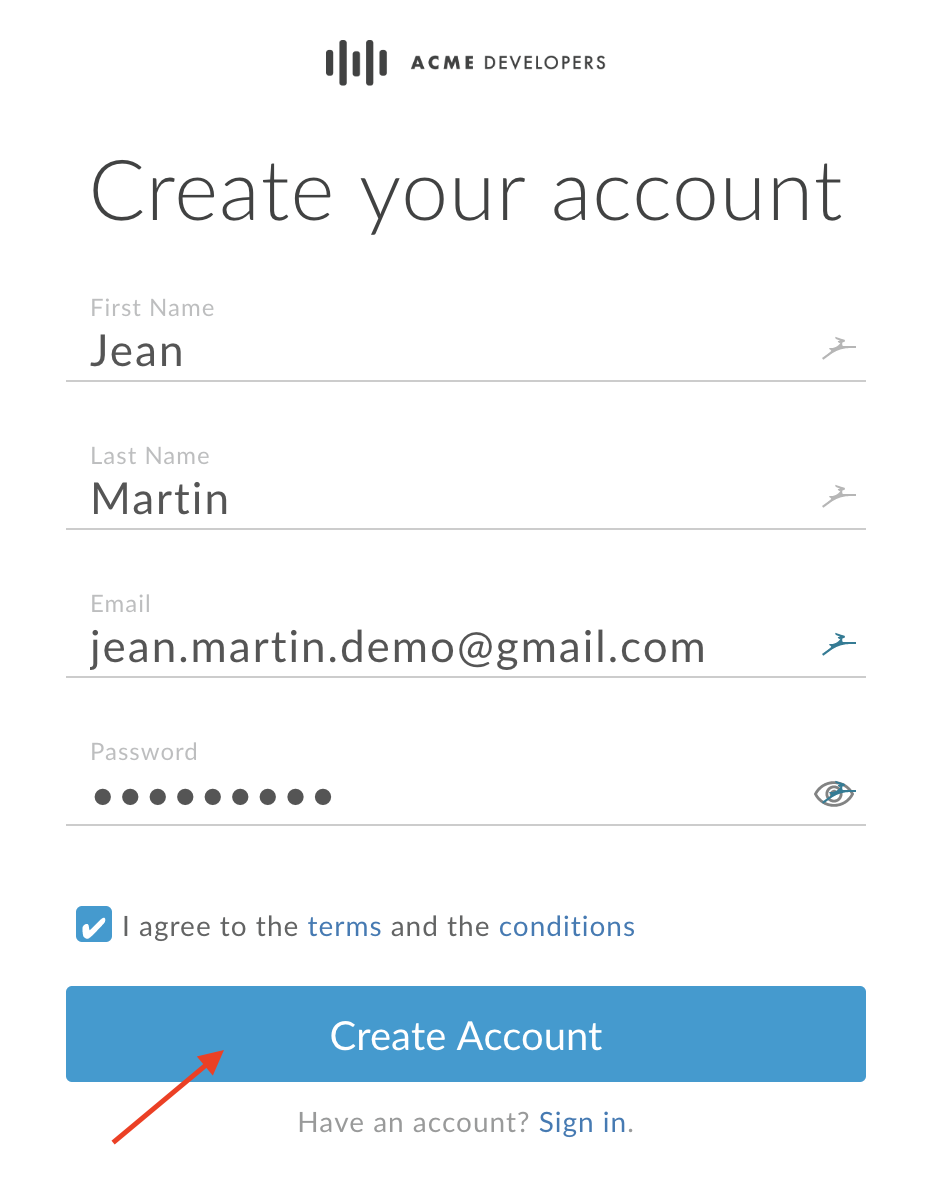 ACME DEVELOPERS
Create your account
First Name
Jean
Last Name
Martin
Email
jean.martin.demo@gmail.com
Password
●●●●●●●●●
I agree to the terms and the conditions
Create Account
Have an account? Sign in.